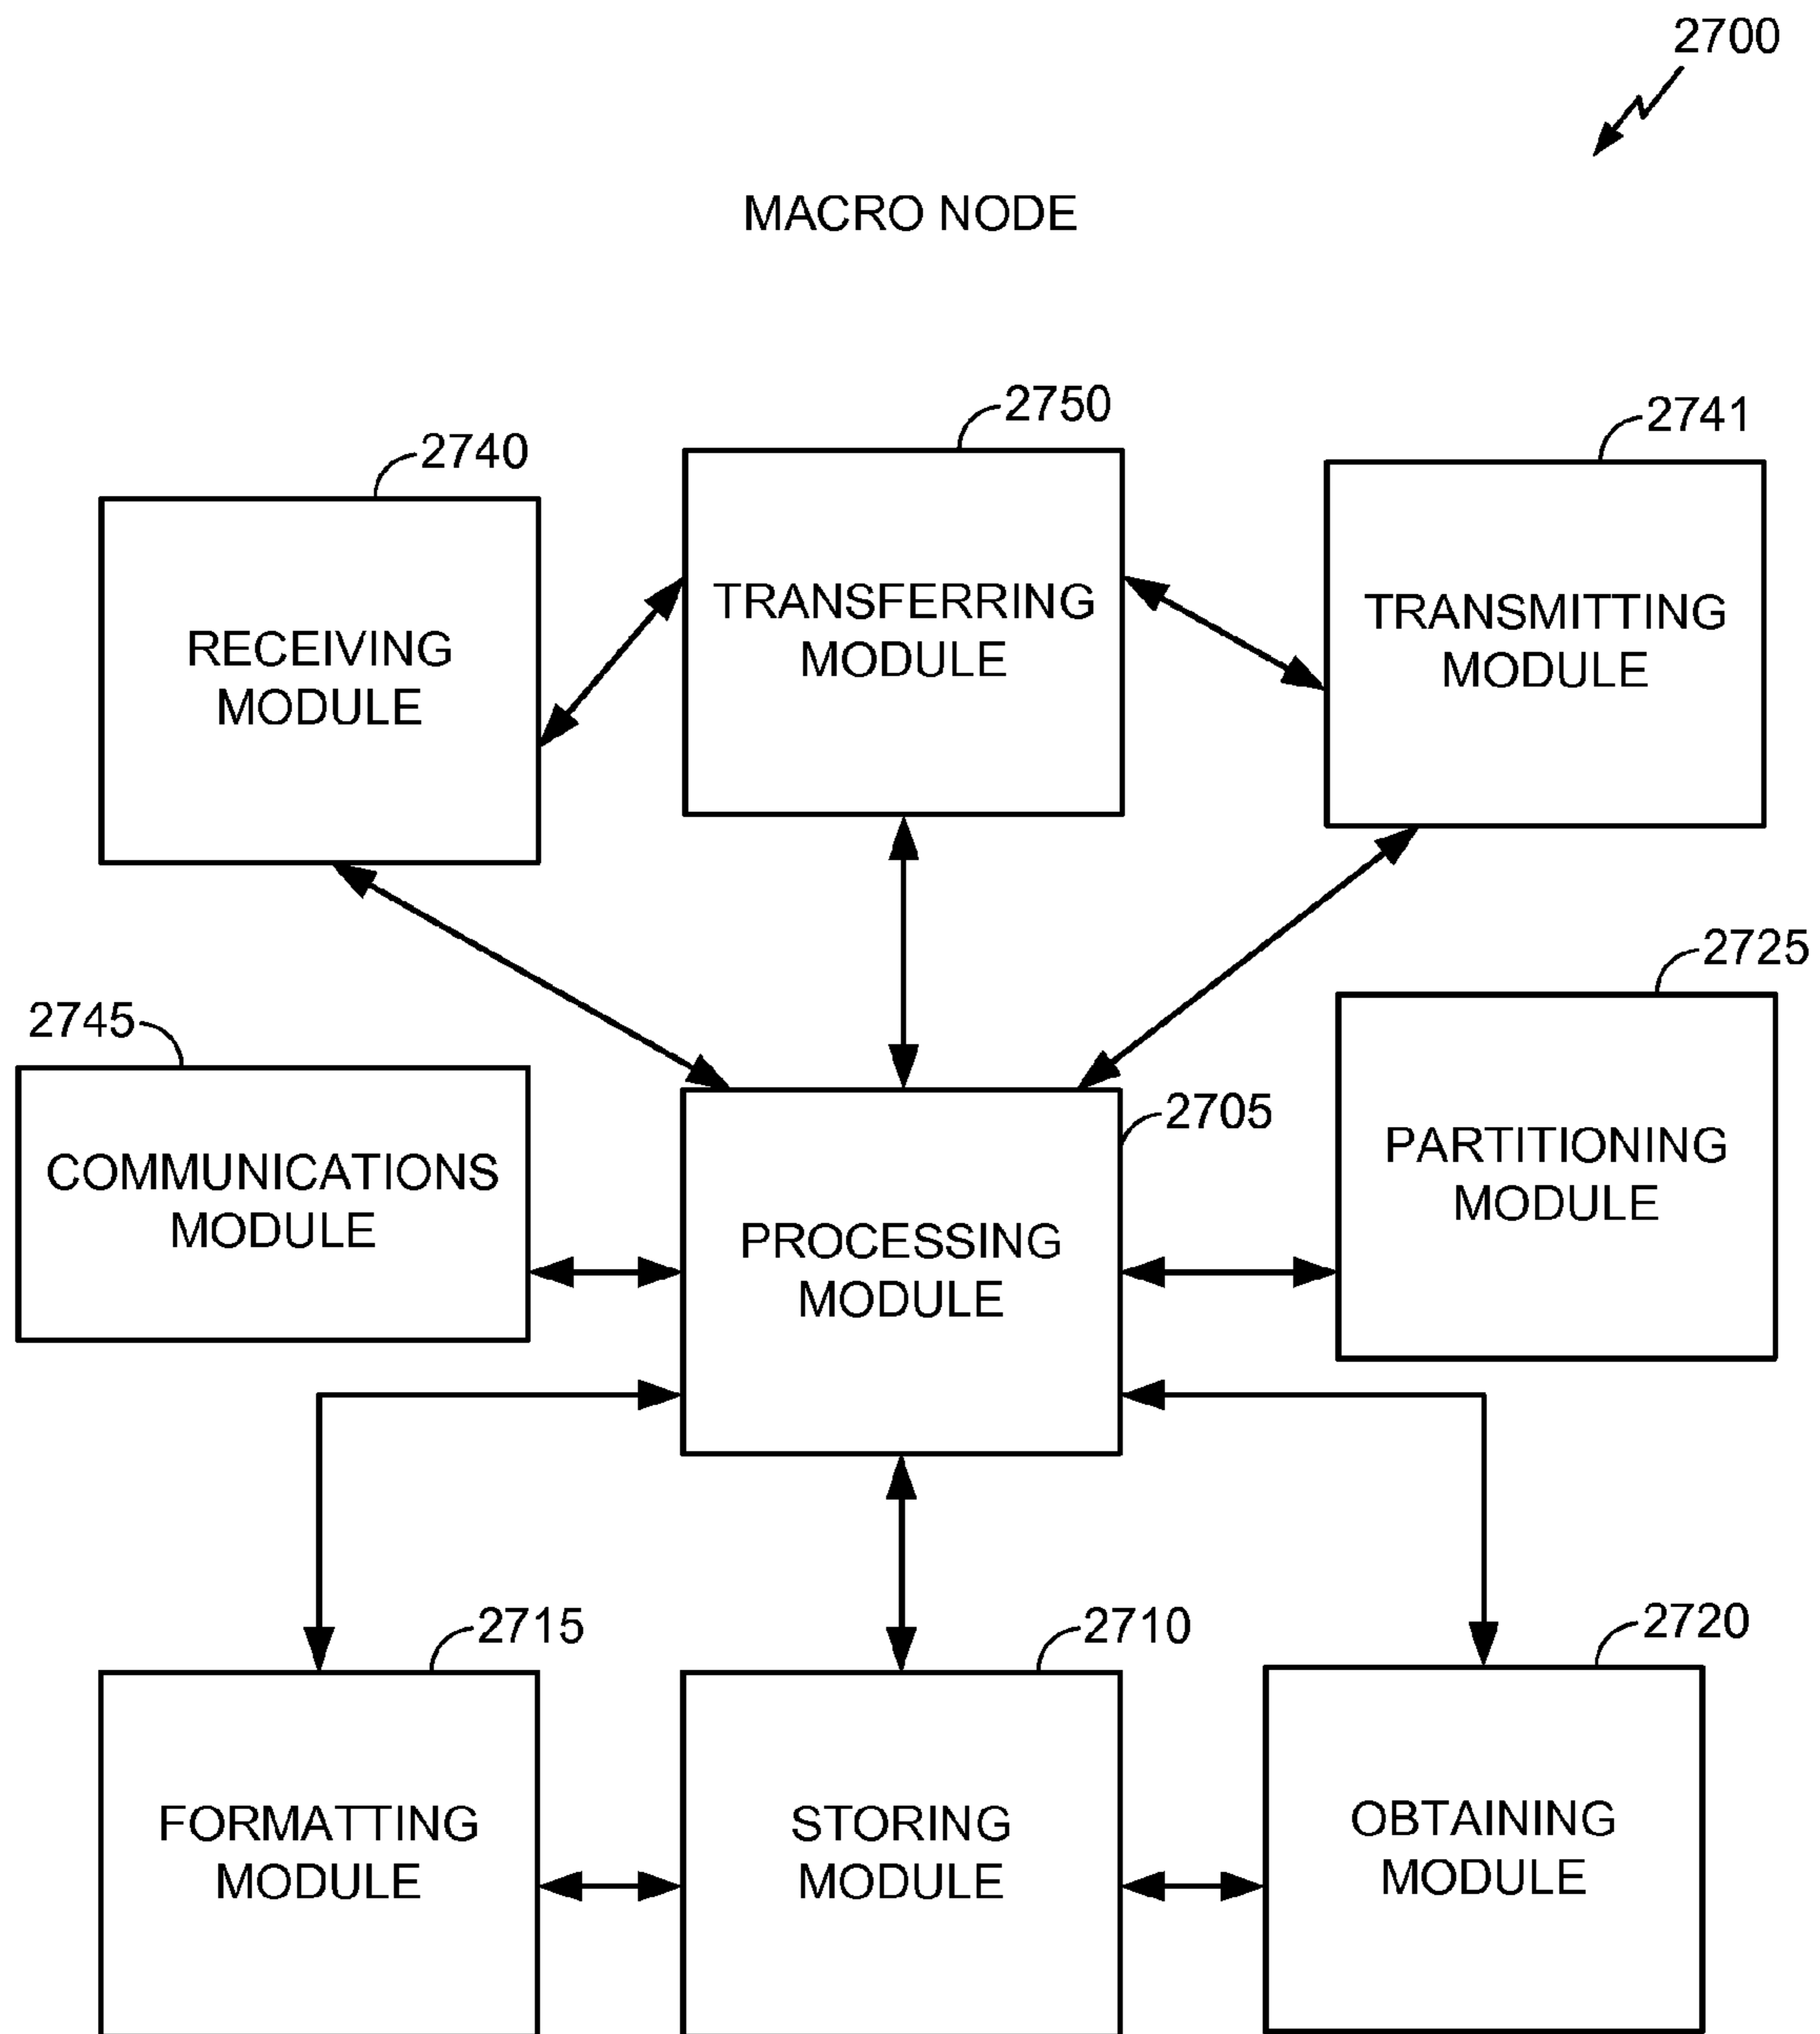 2700
MACRO NODE
2740
2750
2741
RECEIVING
MODULE
TRANSFERRING
MODULE
TRANSMITTING
MODULE
2745
2705
2725
COMMUNICATIONS
MODULE
PROCESSING
MODULE
PARTITIONING
MODULE
2715
2710
2720
FORMATTING
MODULE
STORING
MODULE
OBTAINING
MODULE